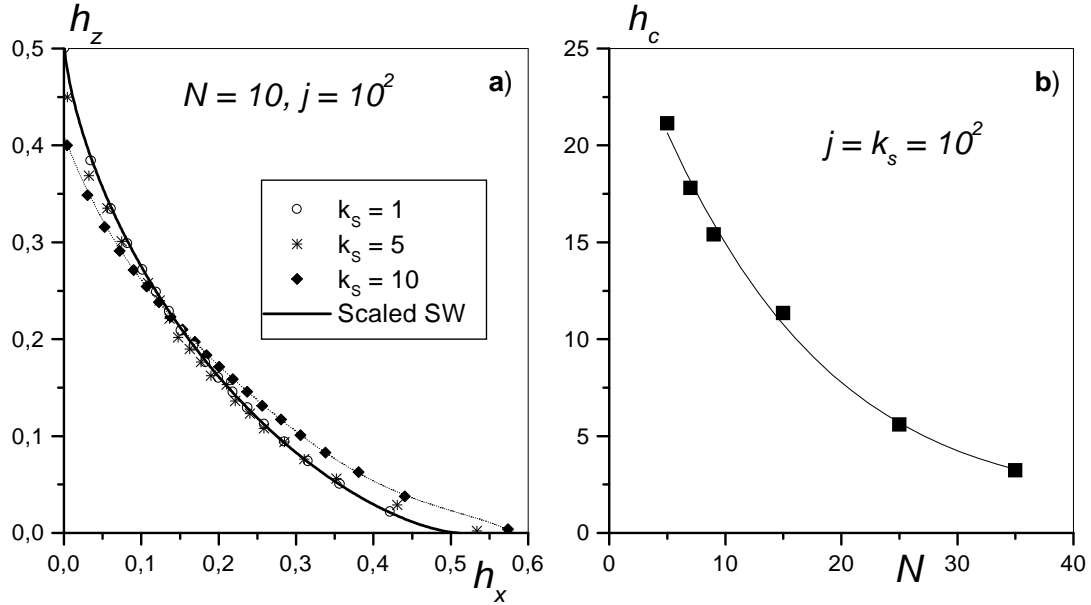 h_z
0,5
0,4
0,3
0,2
0,1
0,0
N = 10, j = 10^2
a)
k_S = 1
k_S = 5
k_S = 10
Scaled SW
0,0 0,1 0,2 0,3 0,4 0,5 0,6
h_x
h_c
25
20
15
10
5
0
b)
j = k_s = 10^2
0 10 20 30 40
N